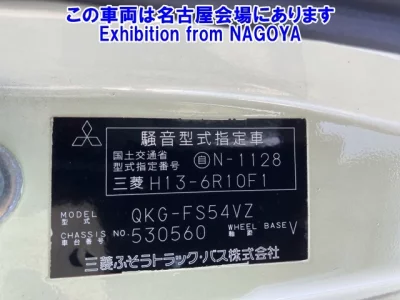 この車両は名古屋会場にあります
Exhibition from NAGOYA
騒音型式指定車
国土交通省
型式指定番号 自N-1128
三菱 H13-6R10F1
MODEL
型式 QKG-FS54VZ
CHASSIS NO. 530560 WHEEL BASE V
車台番号 軸距
三菱ふそうトラック・バス株式会社